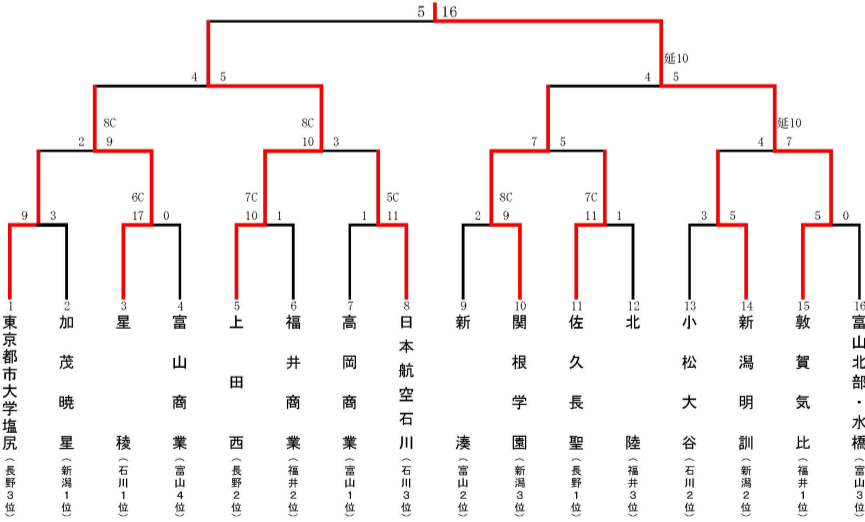 5 16
延10
4 5
4 5
8C
8C
延10
2 9
10 3
7 5
4 7
6C
7C
5C
8C
7C
9 3
17 0
10 1
1 11
2 9
11 1
3 5
5 0
1 2 3 4 5 6 7 8 9 10 11 12 13 14 15 16
東京都市大学塩尻(長野3位)
加茂暁星(新潟1位)
星稜(石川1位)
富山商業(富山4位)
上田西(長野2位)
福井商業(福井2位)
高岡商業(富山1位)
日本航空石川(石川3位)
新湊(富山2位)
関根学園(新潟3位)
佐久長聖(長野1位)
北陸(福井3位)
小松大谷(石川2位)
新潟明訓(新潟2位)
敦賀気比(福井1位)
富山北部・水橋(富山3位)